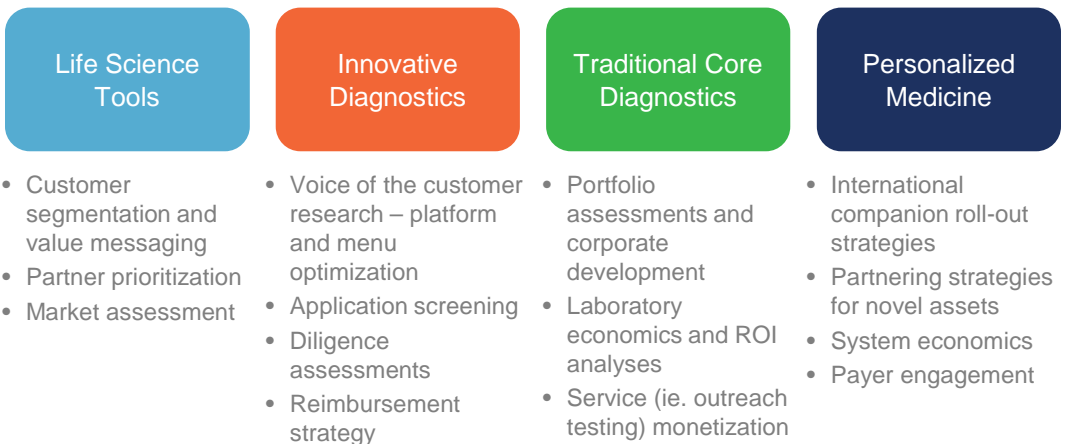 Life Science
Tools
• Customer
segmentation and
value messaging
• Partner prioritization
• Market assessment
Innovative
Diagnostics
• Voice of the customer
research – platform
and menu
optimization
• Application screening
• Diligence
assessments
• Reimbursement
strategy
Traditional Core
Diagnostics
• Portfolio
assessments and
corporate
development
• Laboratory
economics and ROI
analyses
• Service (ie. outreach
testing) monetization
Personalized
Medicine
• International
companion roll-out
strategies
• Partnering strategies
for novel assets
• System economics
• Payer engagement